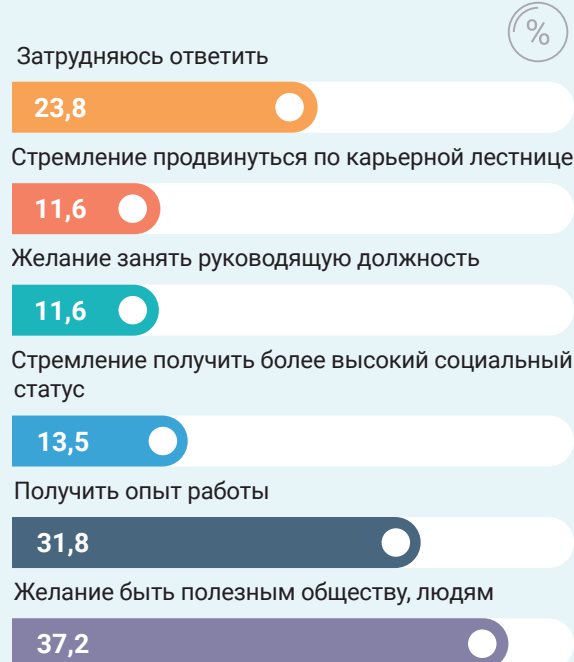 %
Затрудняюсь ответить
23,8
Стремление продвинуться по карьерной лестнице
11,6
Желание занять руководящую должность
11,6
Стремление получить более высокий социальный
статус
13,5
Получить опыт работы
31,8
Желание быть полезным обществу, людям
37,2